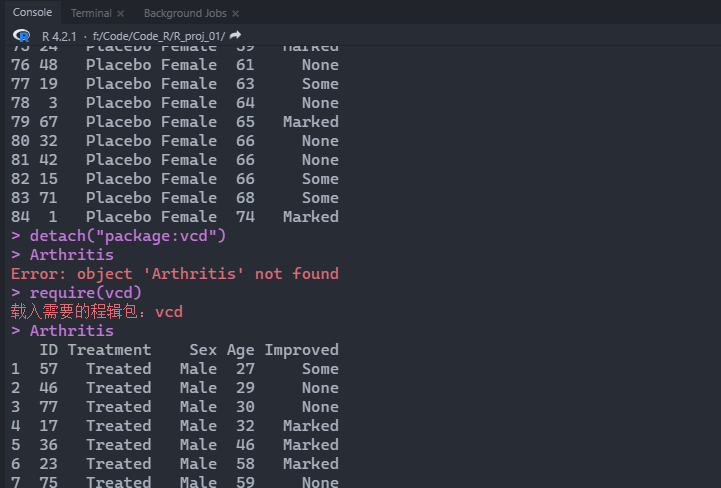 Console Terminal × Background Jobs ×
R R 4.2.1 · f:/Code/Code_R/R_proj_01/
75 24   Placebo Female  59   Marked
76 48   Placebo Female  61     None
77 19   Placebo Female  63     Some
78  3   Placebo Female  64     None
79 67   Placebo Female  65   Marked
80 32   Placebo Female  66     None
81 42   Placebo Female  66     None
82 15   Placebo Female  66     Some
83 71   Placebo Female  68     Some
84  1   Placebo Female  74   Marked
> detach("package:vcd")
> Arthritis
Error: object 'Arthritis' not found
> require(vcd)
载入需要的程辑包：vcd
> Arthritis
   ID Treatment    Sex Age Improved
1  57   Treated   Male  27     Some
2  46   Treated   Male  29     None
3  77   Treated   Male  30     None
4  17   Treated   Male  32   Marked
5  36   Treated   Male  46   Marked
6  23   Treated   Male  58   Marked
7  75   Treated   Male  59     None